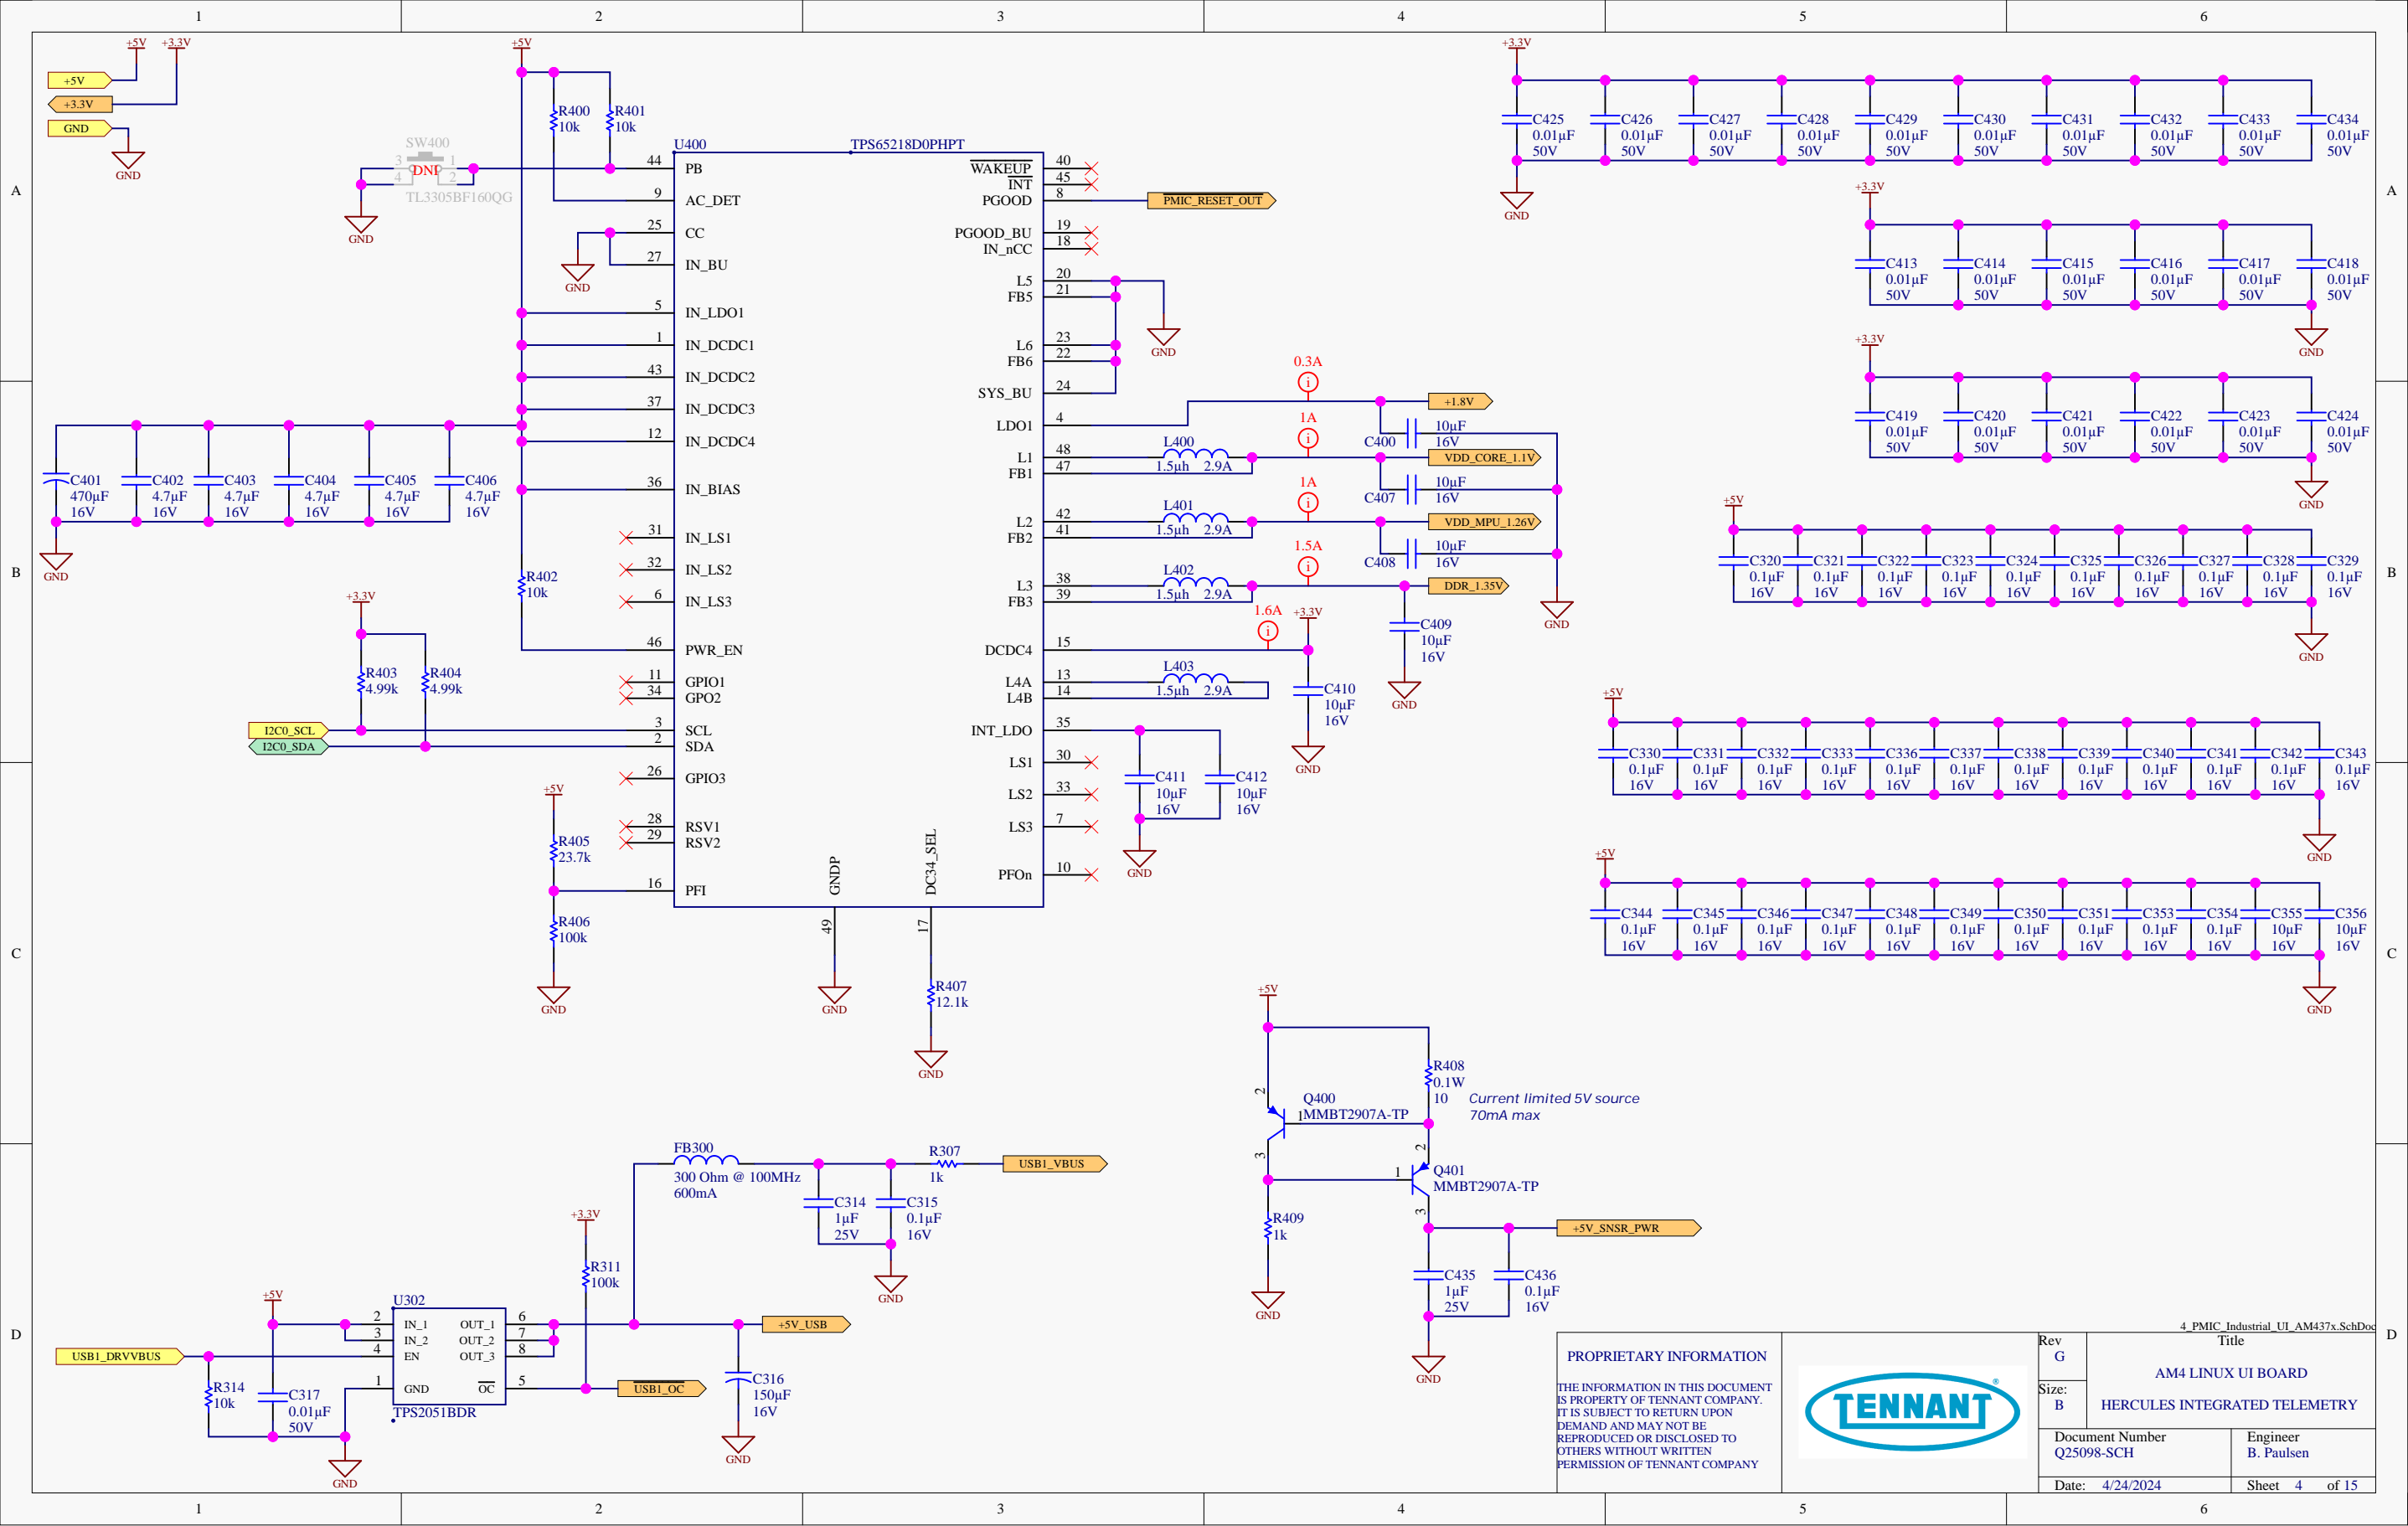 1
2
3
4
5
6
A
A
B
B
C
C
D
D
+5V
+3.3V
+5V
+3.3V
GND
GND
+5V
R400
10k
R401
10k
SW400
3
1
4
2
DNI
TL3305BF160QG
GND
GND
U400
TPS65218D0PHPT
44
PB
9
AC_DET
25
CC
27
IN_BU
5
IN_LDO1
1
IN_DCDC1
43
IN_DCDC2
37
IN_DCDC3
12
IN_DCDC4
36
IN_BIAS
31
IN_LS1
32
IN_LS2
6
IN_LS3
46
PWR_EN
11
GPIO1
34
GPO2
3
SCL
2
SDA
26
GPIO3
28
RSV1
29
RSV2
16
PFI
GNDP
49
DC34_SEL
17
WAKEUP
40
INT
45
PGOOD
8
PGOOD_BU
19
IN_nCC
18
L5
20
FB5
21
L6
23
FB6
22
SYS_BU
24
LDO1
4
L1
48
FB1
47
L2
42
FB2
41
L3
38
FB3
39
DCDC4
15
L4A
13
L4B
14
INT_LDO
35
LS1
30
LS2
33
LS3
7
PFOn
10
PMIC_RESET_OUT
GND
0.3A
i
+1.8V
1A
i
C400
10µF
16V
L400
1.5µh 2.9A
VDD_CORE_1.1V
1A
i
C407
10µF
16V
L401
1.5µh 2.9A
VDD_MPU_1.26V
1.5A
i
C408
10µF
16V
L402
1.5µh 2.9A
DDR_1.35V
GND
1.6A
i
+3.3V
C409
10µF
16V
GND
L403
1.5µh 2.9A
C410
10µF
16V
GND
C411
10µF
16V
C412
10µF
16V
GND
C401
470µF
16V
C402
4.7µF
16V
C403
4.7µF
16V
C404
4.7µF
16V
C405
4.7µF
16V
C406
4.7µF
16V
GND
R402
10k
+3.3V
R403
4.99k
R404
4.99k
I2C0_SCL
I2C0_SDA
+5V
R405
23.7k
R406
100k
GND
GND
R407
12.1k
GND
+3.3V
C425
0.01µF
50V
C426
0.01µF
50V
C427
0.01µF
50V
C428
0.01µF
50V
C429
0.01µF
50V
C430
0.01µF
50V
C431
0.01µF
50V
C432
0.01µF
50V
C433
0.01µF
50V
C434
0.01µF
50V
GND
+3.3V
C413
0.01µF
50V
C414
0.01µF
50V
C415
0.01µF
50V
C416
0.01µF
50V
C417
0.01µF
50V
C418
0.01µF
50V
GND
+3.3V
C419
0.01µF
50V
C420
0.01µF
50V
C421
0.01µF
50V
C422
0.01µF
50V
C423
0.01µF
50V
C424
0.01µF
50V
GND
+5V
C320
0.1µF
16V
C321
0.1µF
16V
C322
0.1µF
16V
C323
0.1µF
16V
C324
0.1µF
16V
C325
0.1µF
16V
C326
0.1µF
16V
C327
0.1µF
16V
C328
0.1µF
16V
C329
0.1µF
16V
GND
+5V
C330
0.1µF
16V
C331
0.1µF
16V
C332
0.1µF
16V
C333
0.1µF
16V
C336
0.1µF
16V
C337
0.1µF
16V
C338
0.1µF
16V
C339
0.1µF
16V
C340
0.1µF
16V
C341
0.1µF
16V
C342
0.1µF
16V
C343
0.1µF
16V
GND
+5V
C344
0.1µF
16V
C345
0.1µF
16V
C346
0.1µF
16V
C347
0.1µF
16V
C348
0.1µF
16V
C349
0.1µF
16V
C350
0.1µF
16V
C351
0.1µF
16V
C353
0.1µF
16V
C354
0.1µF
16V
C355
10µF
16V
C356
10µF
16V
GND
+5V
R408
0.1W
10
Current limited 5V source
70mA max
2
Q400
1
MMBT2907A-TP
3
2
Q401
1
MMBT2907A-TP
3
R409
1k
GND
+5V_SNSR_PWR
C435
1µF
25V
C436
0.1µF
16V
GND
FB300
300 Ohm @ 100MHz
600mA
C314
1µF
25V
C315
0.1µF
16V
R307
1k
USB1_VBUS
GND
+3.3V
R311
100k
+5V
U302
2
IN_1
OUT_1
6
3
IN_2
OUT_2
7
4
EN
OUT_3
8
1
GND
OC
5
TPS2051BDR
USB1_DRVVBUS
R314
10k
C317
0.01µF
50V
GND
+5V_USB
USB1_OC
C316
150µF
16V
GND
4_PMIC_Industrial_UI_AM437x.SchDoc
PROPRIETARY INFORMATION
THE INFORMATION IN THIS DOCUMENT
IS PROPERTY OF TENNANT COMPANY.
IT IS SUBJECT TO RETURN UPON
DEMAND AND MAY NOT BE
REPRODUCED OR DISCLOSED TO
OTHERS WITHOUT WRITTEN
PERMISSION OF TENNANT COMPANY
TENNANT®
Rev
G
Title
AM4 LINUX UI BOARD
Size:
B
HERCULES INTEGRATED TELEMETRY
Document Number
Q25098-SCH
Engineer
B. Paulsen
Date: 4/24/2024
Sheet 4 of 15
1
2
3
4
5
6